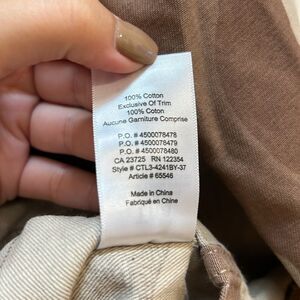 100% Cotton
Exclusive Of Trim
100% Coton
Aucune Garniture Comprise
P.O. # 4500078478
P.O. # 4500078479
P.O. # 4500078480
CA 23725 RN 122354
Style # CTL3-4241BY-37
Article # 65546
Made in China
Fabriqué en Chine